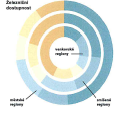 Železniční
dostupnost
venkovské
regiony
městské
regiony
smíšené
regiony